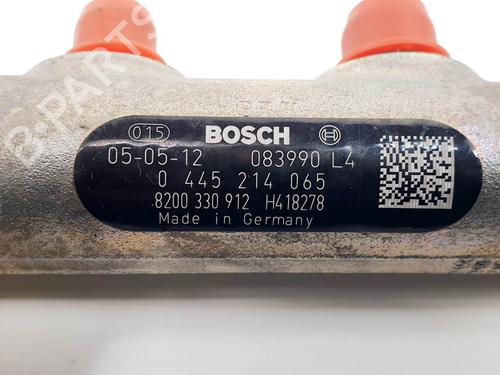 015 BOSCH
05-05-12 083990 L4
0 445 214 065
8200 330 912 H418278
Made in Germany
B-PARTS